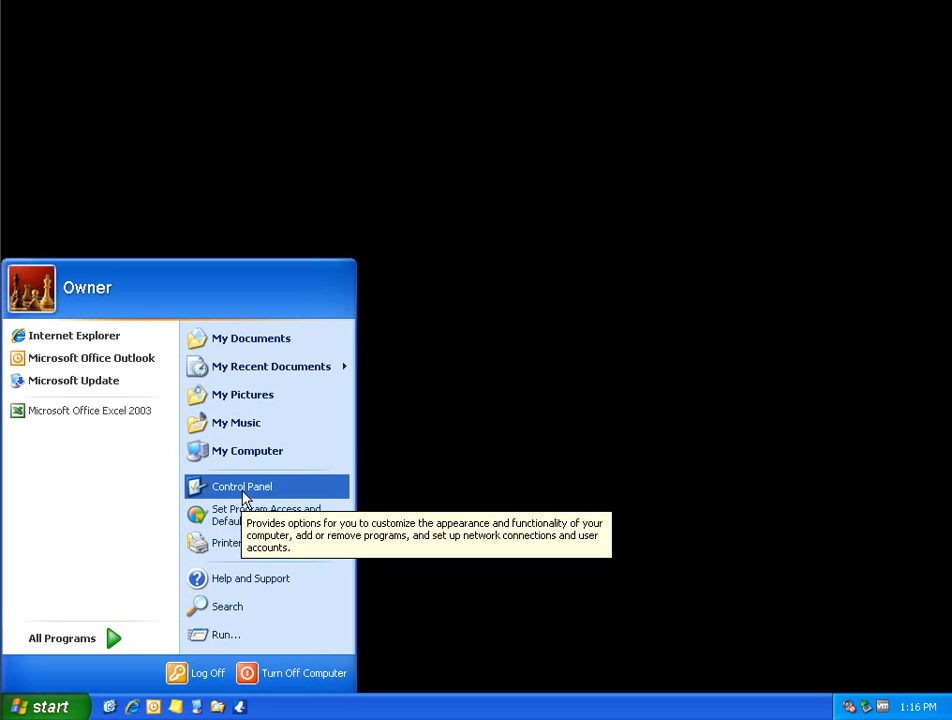 Owner
Internet Explorer
Microsoft Office Outlook
Microsoft Update
Microsoft Office Excel 2003
All Programs
My Documents
My Recent Documents
My Pictures
My Music
My Computer
Control Panel
Set Program Access and
Defau
Printer
Provides options for you to customize the appearance and functionality of your
computer, add or remove programs, and set up network connections and user
accounts.
Help and Support
Search
Run...
Log Off
Turn Off Computer
start
1:16 PM